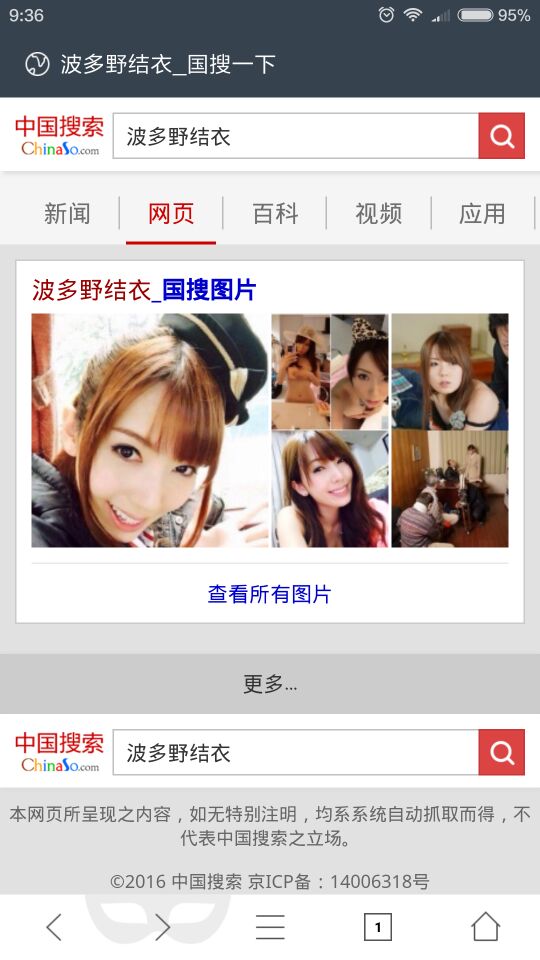 9:36
95%
波多野结衣_国搜一下
中国搜索
ChinaSo.com
波多野结衣
新闻
网页
百科
视频
应用
波多野结衣_国搜图片
查看所有图片
更多...
中国搜索
ChinaSo.com
波多野结衣
本网页所呈现之内容，如无特别注明，均系系统自动抓取而得，不
代表中国搜索之立场。
©2016 中国搜索 京ICP备：14006318号
1